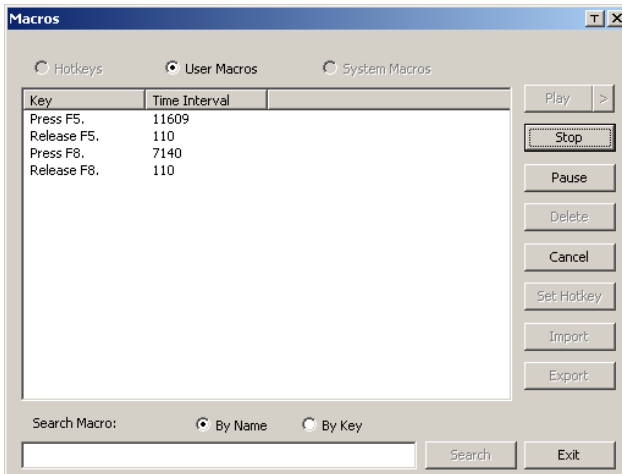 Macros
T X
Hotkeys User Macros System Macros
Key Time Interval
Press F5. 11609
Release F5. 110
Press F8. 7140
Release F8. 110
Play >
Stop
Pause
Delete
Cancel
Set Hotkey
Import
Export
Search Macro: By Name By Key
Search Exit